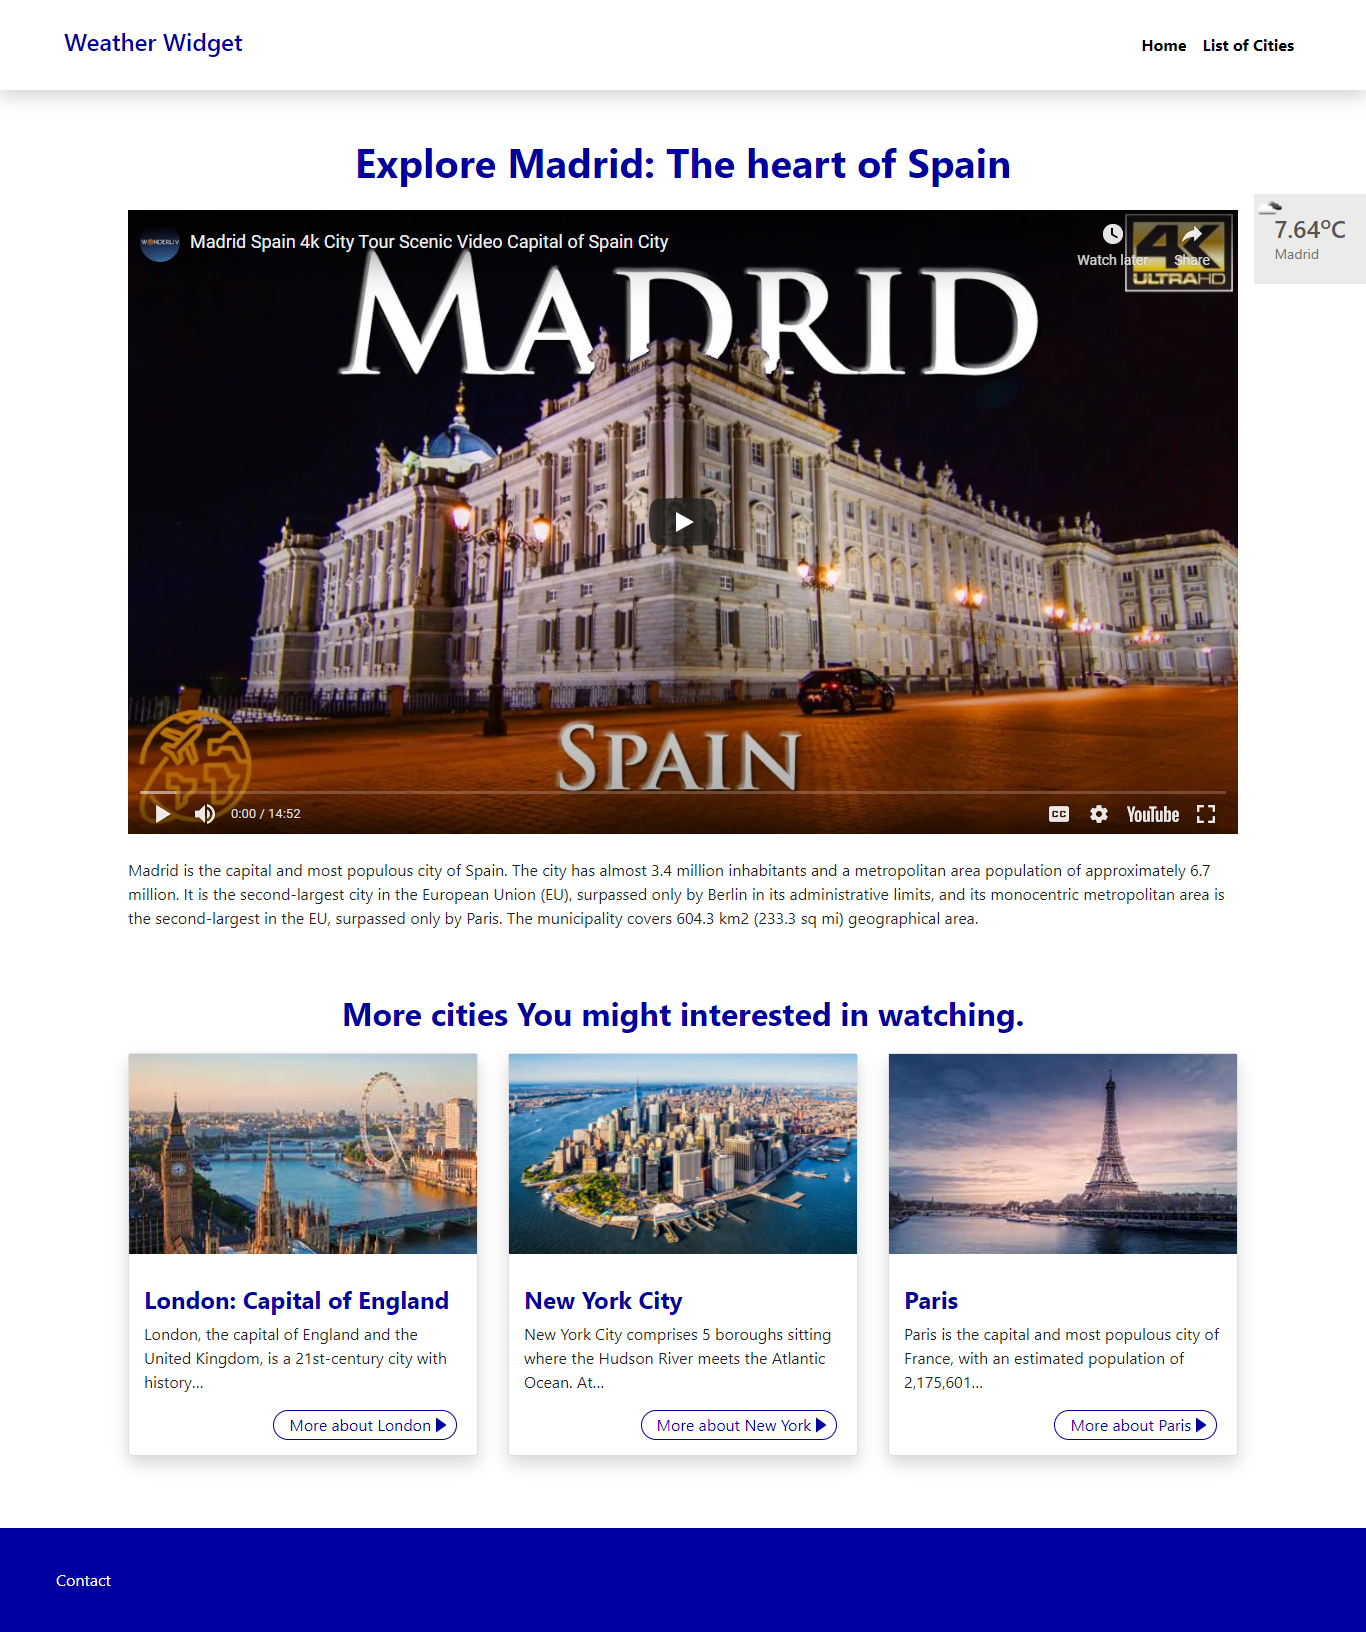 Weather Widget
Home List of Cities
Explore Madrid: The heart of Spain
WONDERLIV
Madrid Spain 4k City Tour Scenic Video Capital of Spain City
Watch later
Share
4K
ULTRAHD
7.64°C
Madrid
MADRID
SPAIN
0:00 / 14:52
CC
YouTube
Madrid is the capital and most populous city of Spain. The city has almost 3.4 million inhabitants and a metropolitan area population of approximately 6.7
million. It is the second-largest city in the European Union (EU), surpassed only by Berlin in its administrative limits, and its monocentric metropolitan area is
the second-largest in the EU, surpassed only by Paris. The municipality covers 604.3 km2 (233.3 sq mi) geographical area.
More cities You might interested in watching.
London: Capital of England
London, the capital of England and the
United Kingdom, is a 21st-century city with
history...
More about London
New York City
New York City comprises 5 boroughs sitting
where the Hudson River meets the Atlantic
Ocean. At...
More about New York
Paris
Paris is the capital and most populous city of
France, with an estimated population of
2,175,601...
More about Paris
Contact